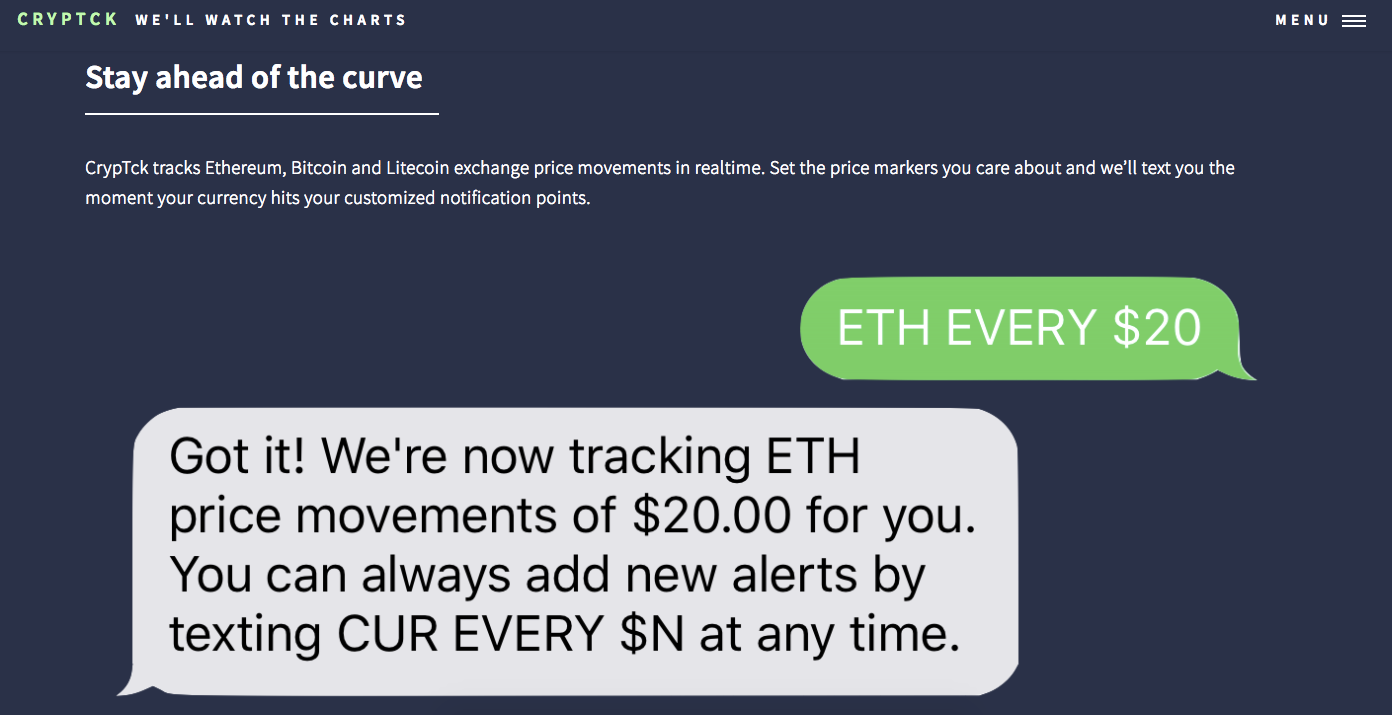 CRYPTCK WE'LL WATCH THE CHARTS
MENU
Stay ahead of the curve
CrypTck tracks Ethereum, Bitcoin and Litecoin exchange price movements in realtime. Set the price markers you care about and we’ll text you the
moment your currency hits your customized notification points.
ETH EVERY $20
Got it! We're now tracking ETH
price movements of $20.00 for you.
You can always add new alerts by
texting CUR EVERY $N at any time.